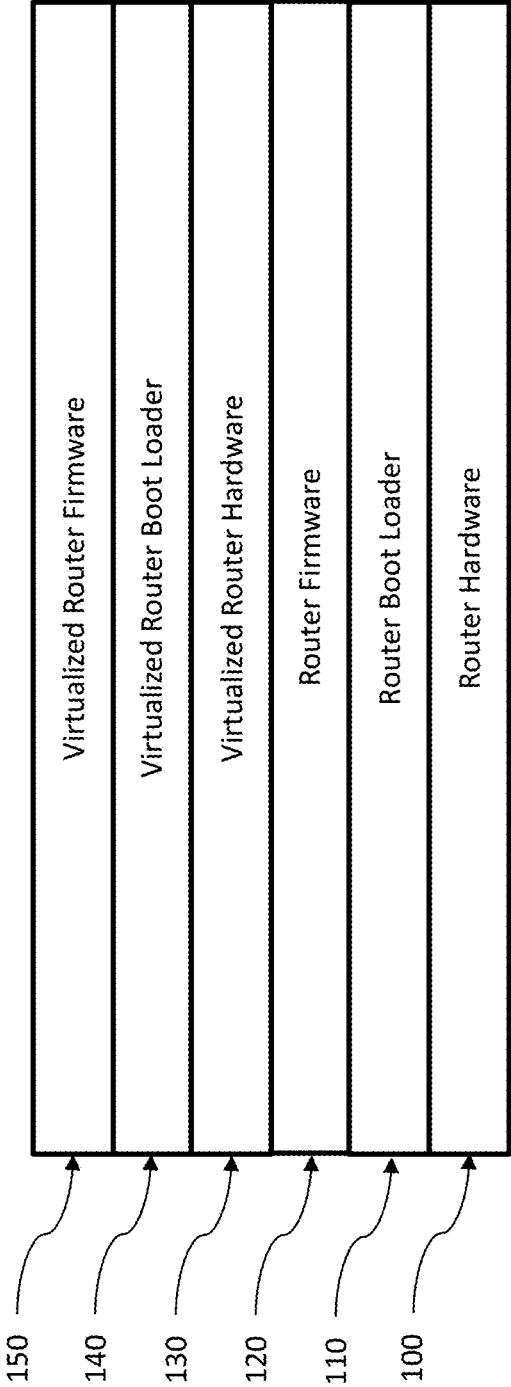 150 Virtualized Router Firmware
140 Virtualized Router Boot Loader
130 Virtualized Router Hardware
120 Router Firmware
110 Router Boot Loader
100 Router Hardware